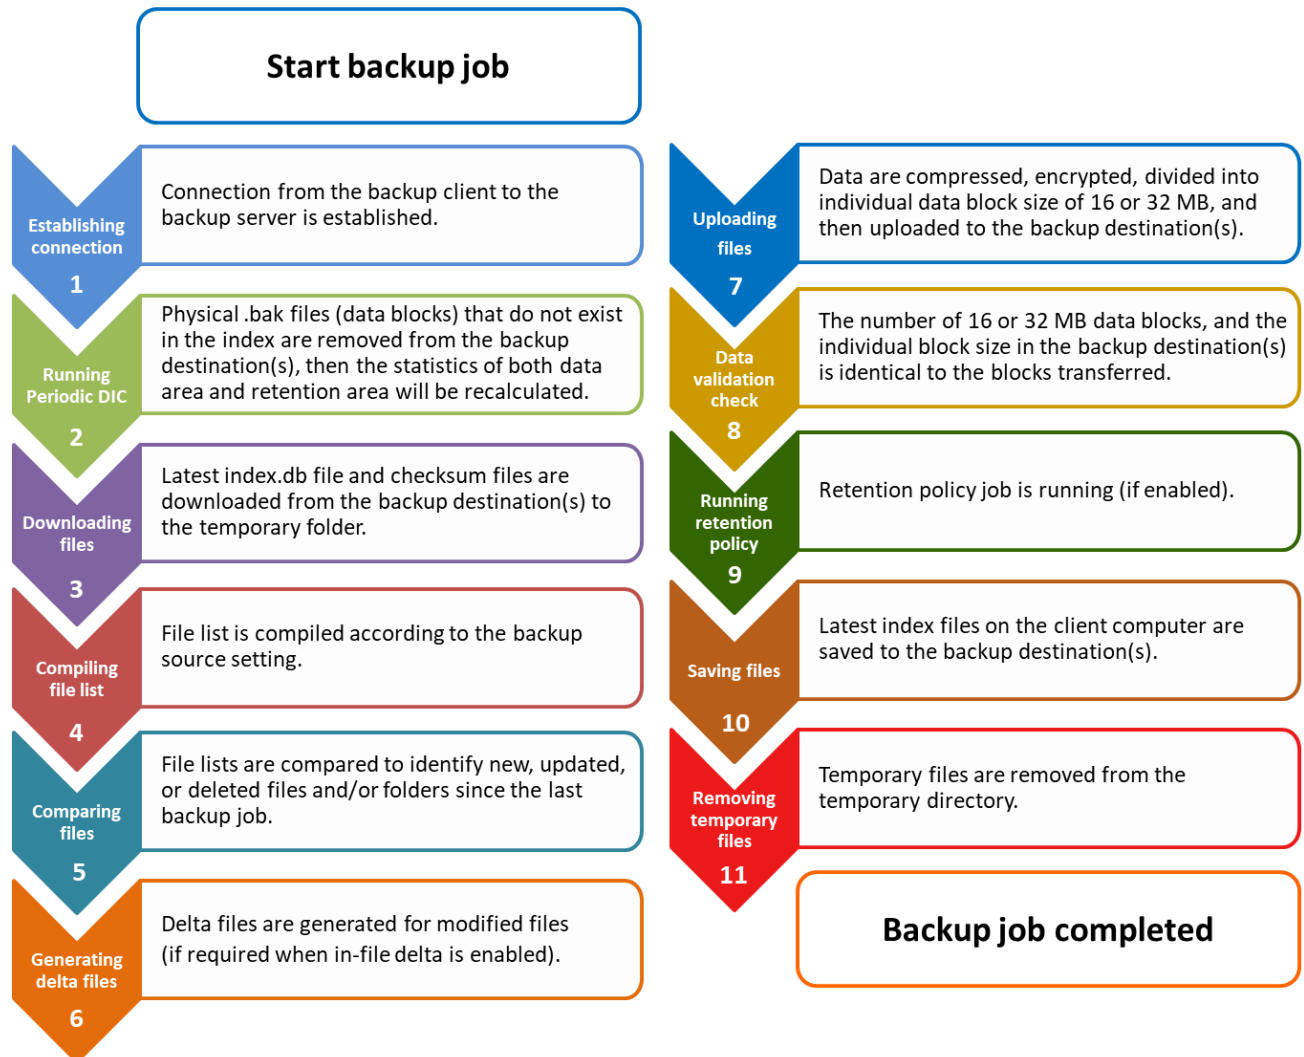 Start backup job
Establishing
connection
1
Connection from the backup client to the
backup server is established.
Running
Periodic DIC
2
Physical .bak files (data blocks) that do not exist
in the index are removed from the backup
destination(s), then the statistics of both data
area and retention area will be recalculated.
Downloading
files
3
Latest index.db file and checksum files are
downloaded from the backup destination(s) to
the temporary folder.
Compiling
file list
4
File list is compiled according to the backup
source setting.
Comparing
files
5
File lists are compared to identify new, updated,
or deleted files and/or folders since the last
backup job.
Generating
delta files
6
Delta files are generated for modified files
(if required when in-file delta is enabled).
Uploading
files
7
Data are compressed, encrypted, divided into
individual data block size of 16 or 32 MB, and
then uploaded to the backup destination(s).
Data
validation
check
8
The number of 16 or 32 MB data blocks, and the
individual block size in the backup destination(s)
is identical to the blocks transferred.
Running
retention
policy
9
Retention policy job is running (if enabled).
Saving files
10
Latest index files on the client computer are
saved to the backup destination(s).
Removing
temporary
files
11
Temporary files are removed from the
temporary directory.
Backup job completed